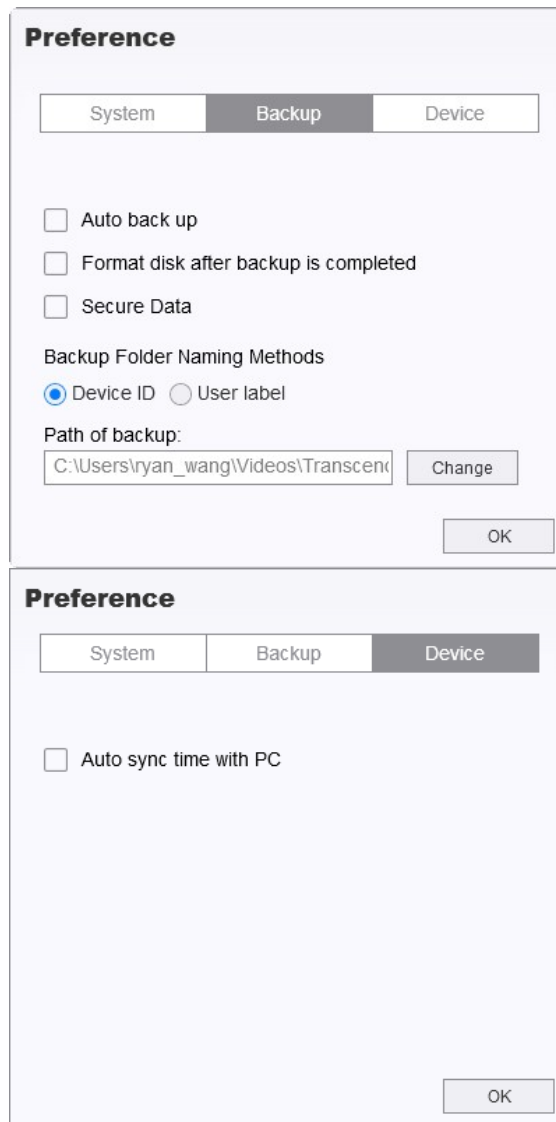 Preference
System Backup Device
Auto back up
Format disk after backup is completed
Secure Data
Backup Folder Naming Methods
Device ID User label
Path of backup:
C:\Users\ryan_wang\Videos\Transcend Change
OK
Preference
System Backup Device
Auto sync time with PC
OK